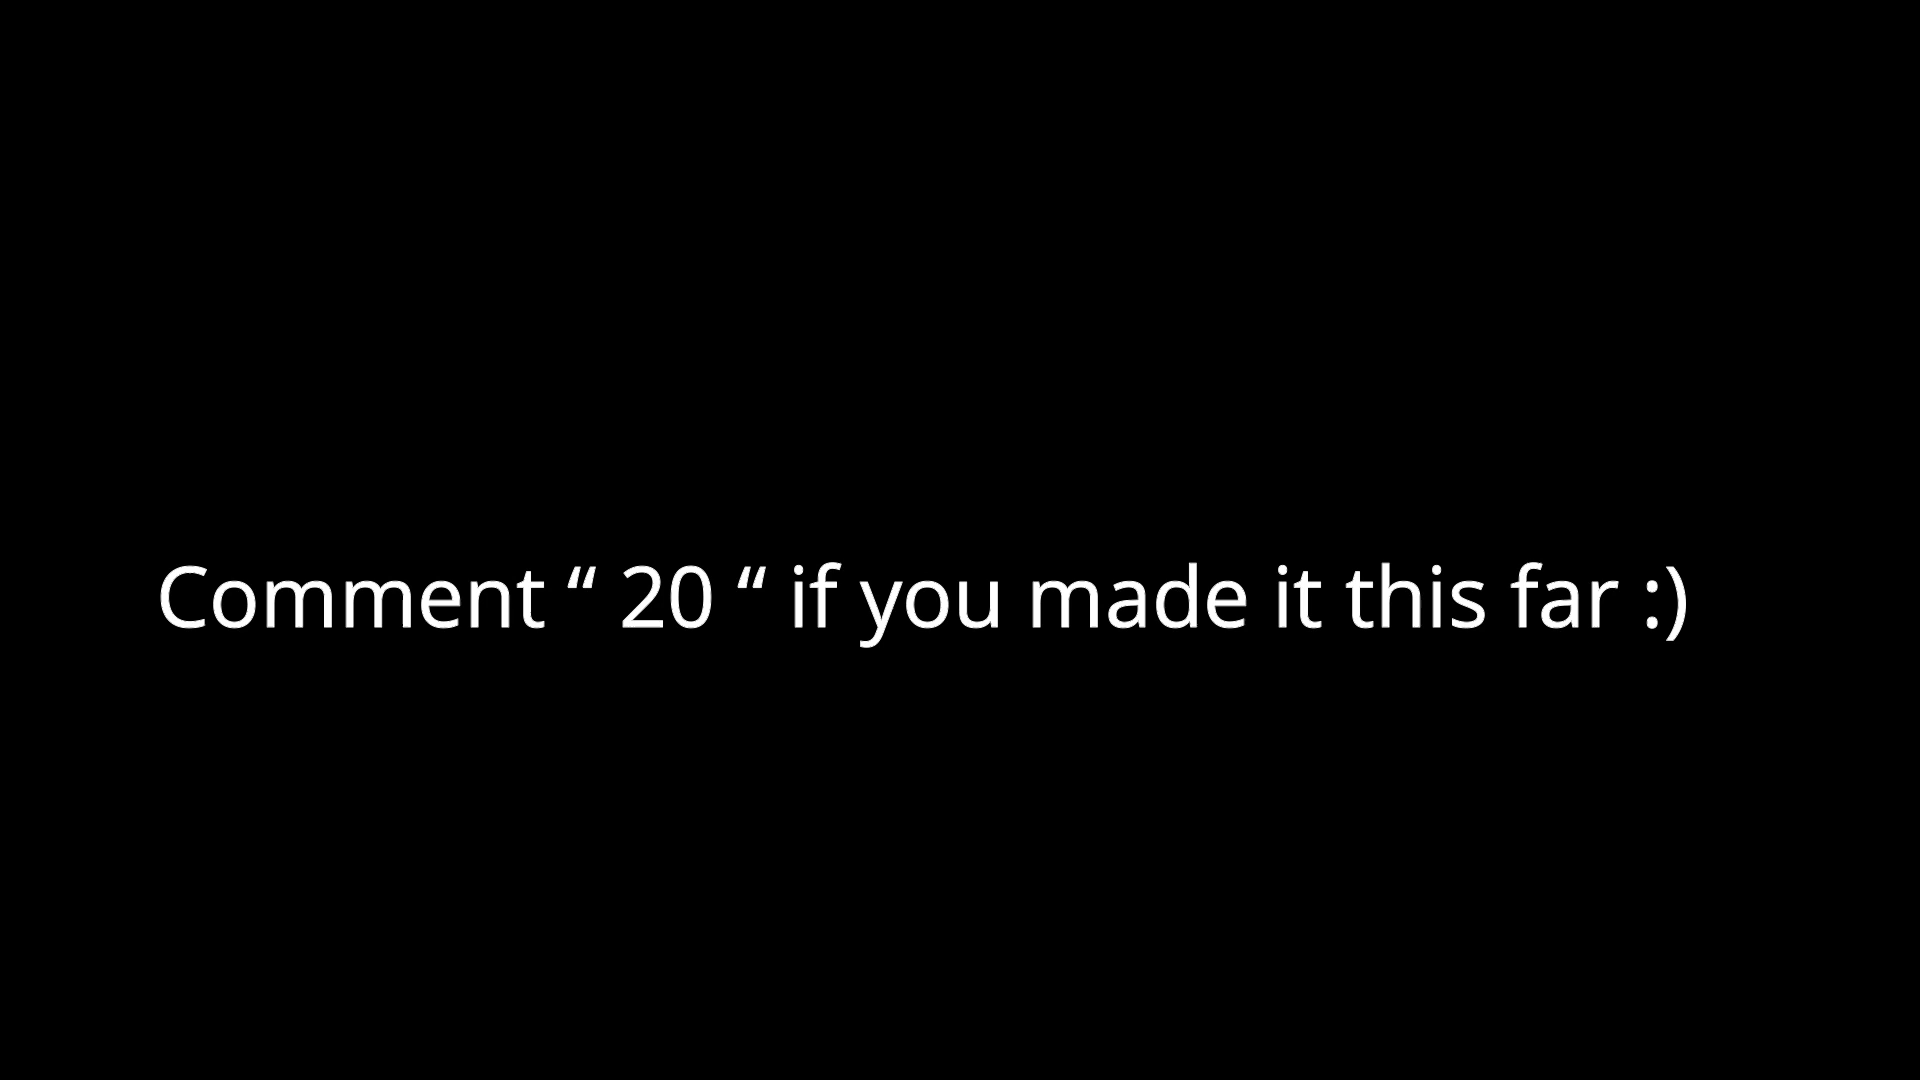 Comment “ 20 “ if you made it this far :)